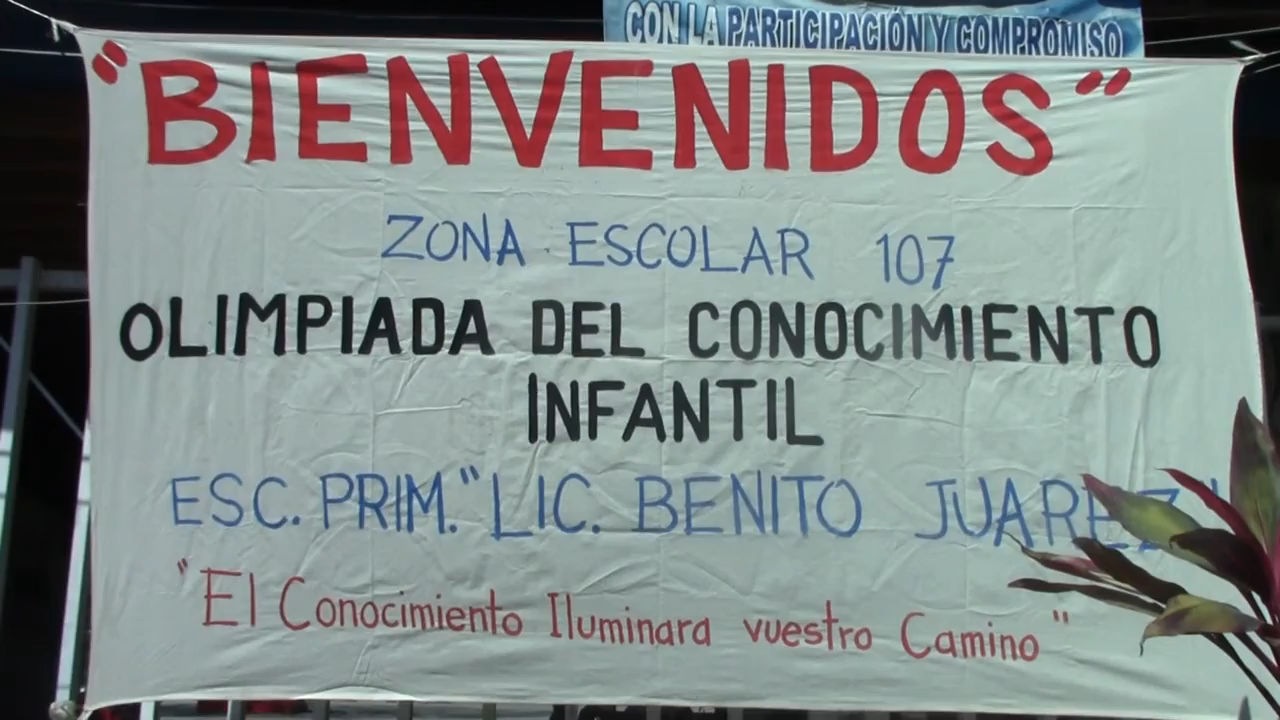 CON LA PARTICIPACIÓN Y COMPROMISO
"BIENVENIDOS"
ZONA ESCOLAR 107
OLIMPIADA DEL CONOCIMIENTO
INFANTIL
ESC. PRIM. "LIC. BENITO JUAREZ"
"El Conocimiento Iluminara vuestro Camino"